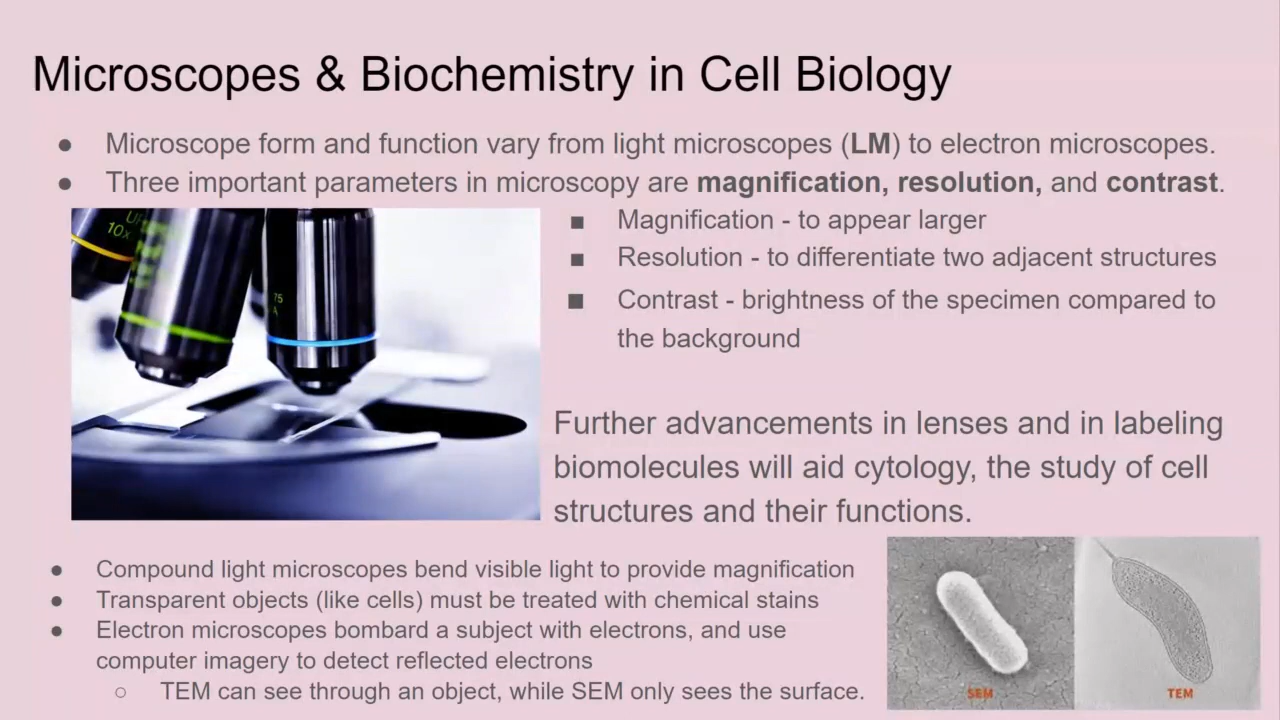 Microscopes & Biochemistry in Cell Biology
● Microscope form and function vary from light microscopes (LM) to electron microscopes.
● Three important parameters in microscopy are magnification, resolution, and contrast.
■ Magnification - to appear larger
■ Resolution - to differentiate two adjacent structures
■ Contrast - brightness of the specimen compared to
the background
10x
75
Further advancements in lenses and in labeling
biomolecules will aid cytology, the study of cell
structures and their functions.
● Compound light microscopes bend visible light to provide magnification
● Transparent objects (like cells) must be treated with chemical stains
● Electron microscopes bombard a subject with electrons, and use
computer imagery to detect reflected electrons
○ TEM can see through an object, while SEM only sees the surface.
SEM
TEM